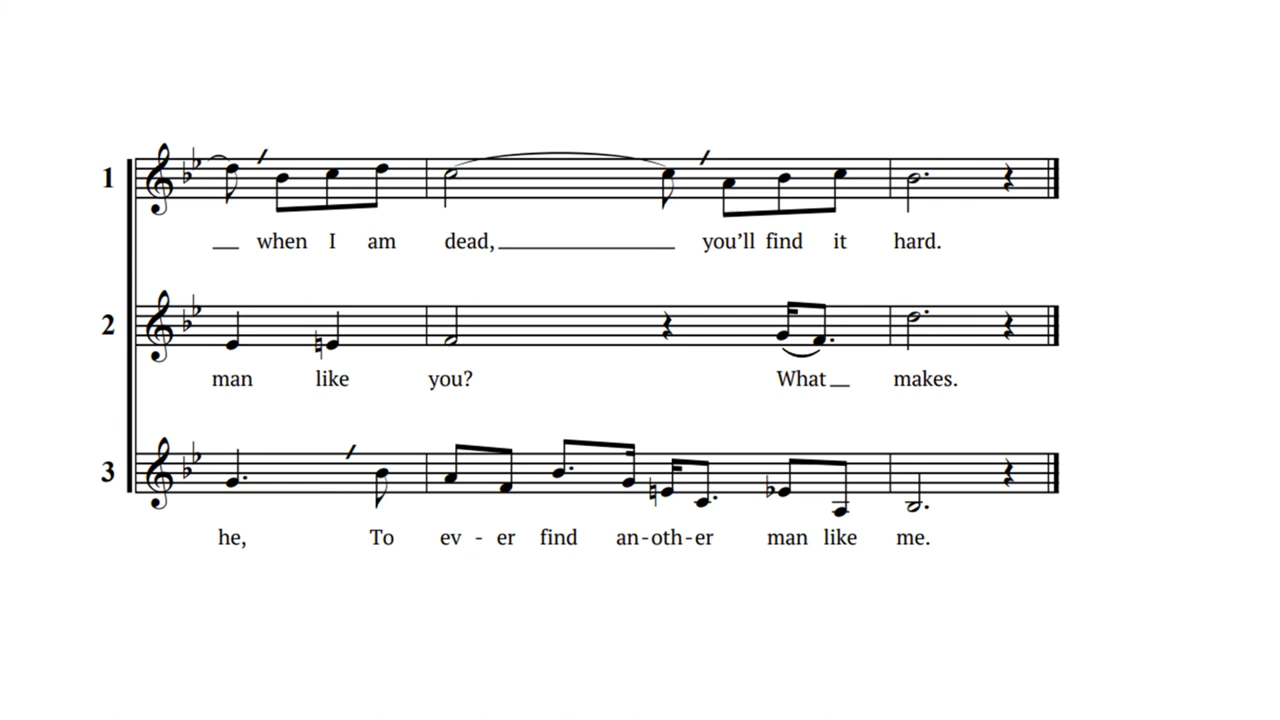 1
when I am dead, you’ll find it hard.
2
man like you? What makes.
3
he, To ev - er find an-oth-er man like me.